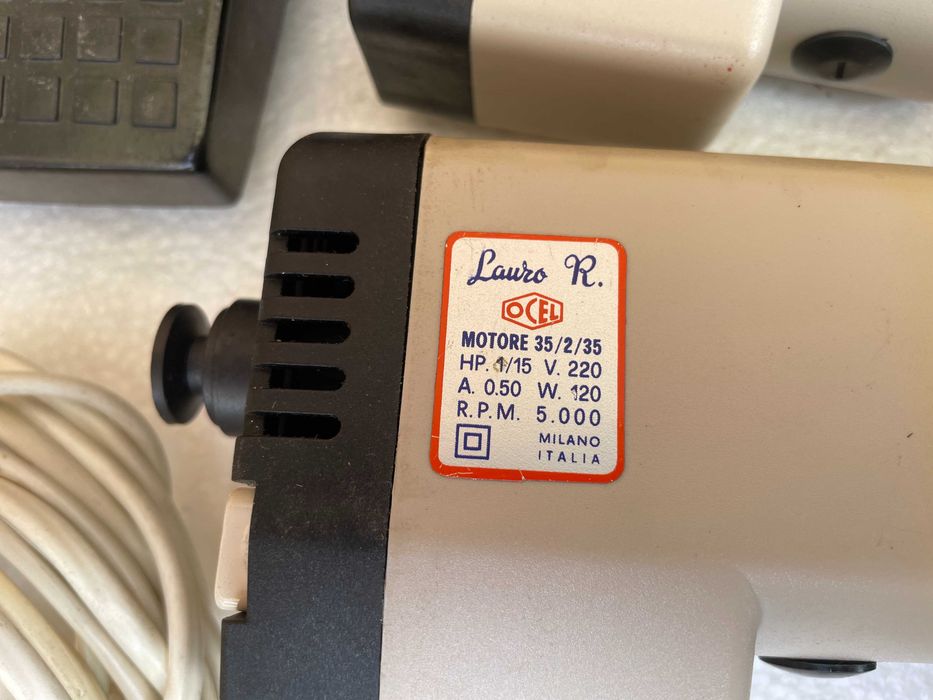 Lauro R.
OCEL
MOTORE 35/2/35
HP. 1/15 V. 220
A. 0.50 W. 120
R.P.M. 5.000
MILANO
ITALIA